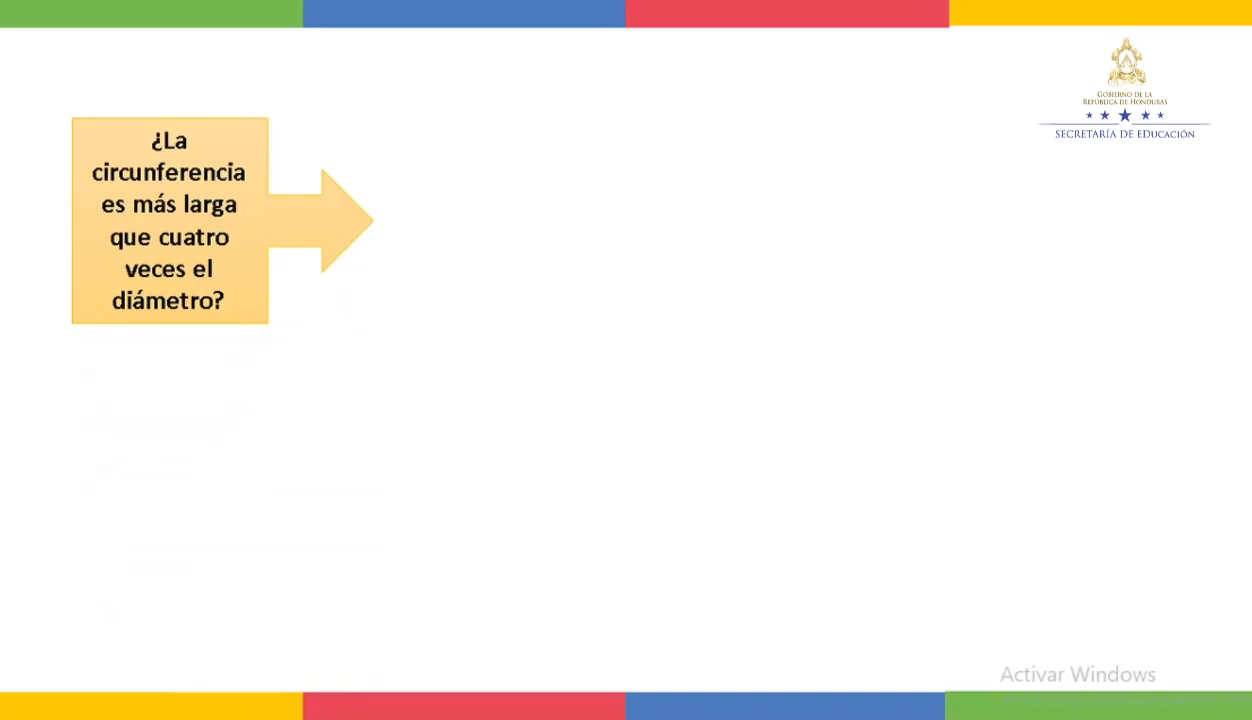 GOBIERNO DE LA
REPÚBLICA DE HONDURAS
SECRETARÍA DE EDUCACIÓN
¿La
circunferencia
es más larga
que cuatro
veces el
diámetro?
Activar Windows